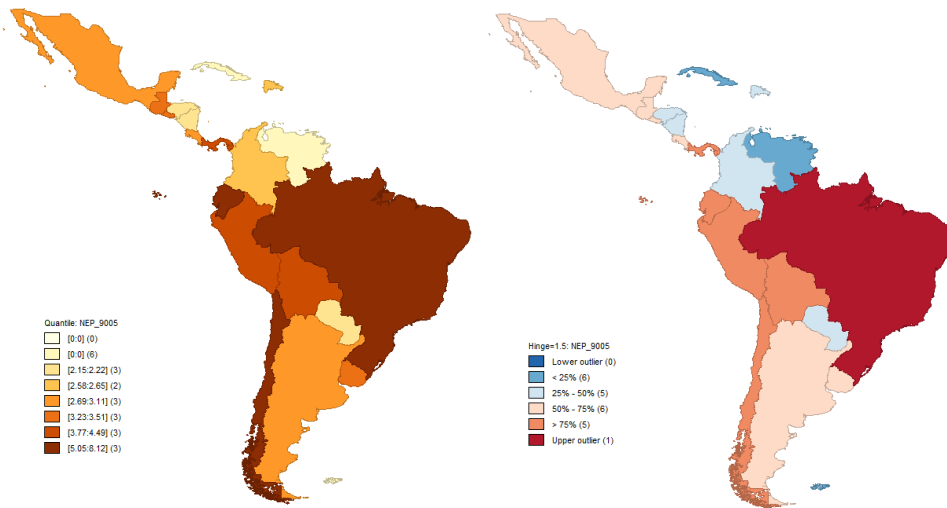 Quantile: NEP_9005
[0:0] (0)
[0:0] (6)
[2.15:2.22] (3)
[2.58:2.65] (2)
[2.69:3.11] (3)
[3.23:3.51] (3)
[3.77:4.49] (3)
[5.05:8.12] (3)
Hinge=1.5: NEP_9005
Lower outlier (0)
< 25% (6)
25% - 50% (5)
50% - 75% (6)
> 75% (5)
Upper outlier (1)